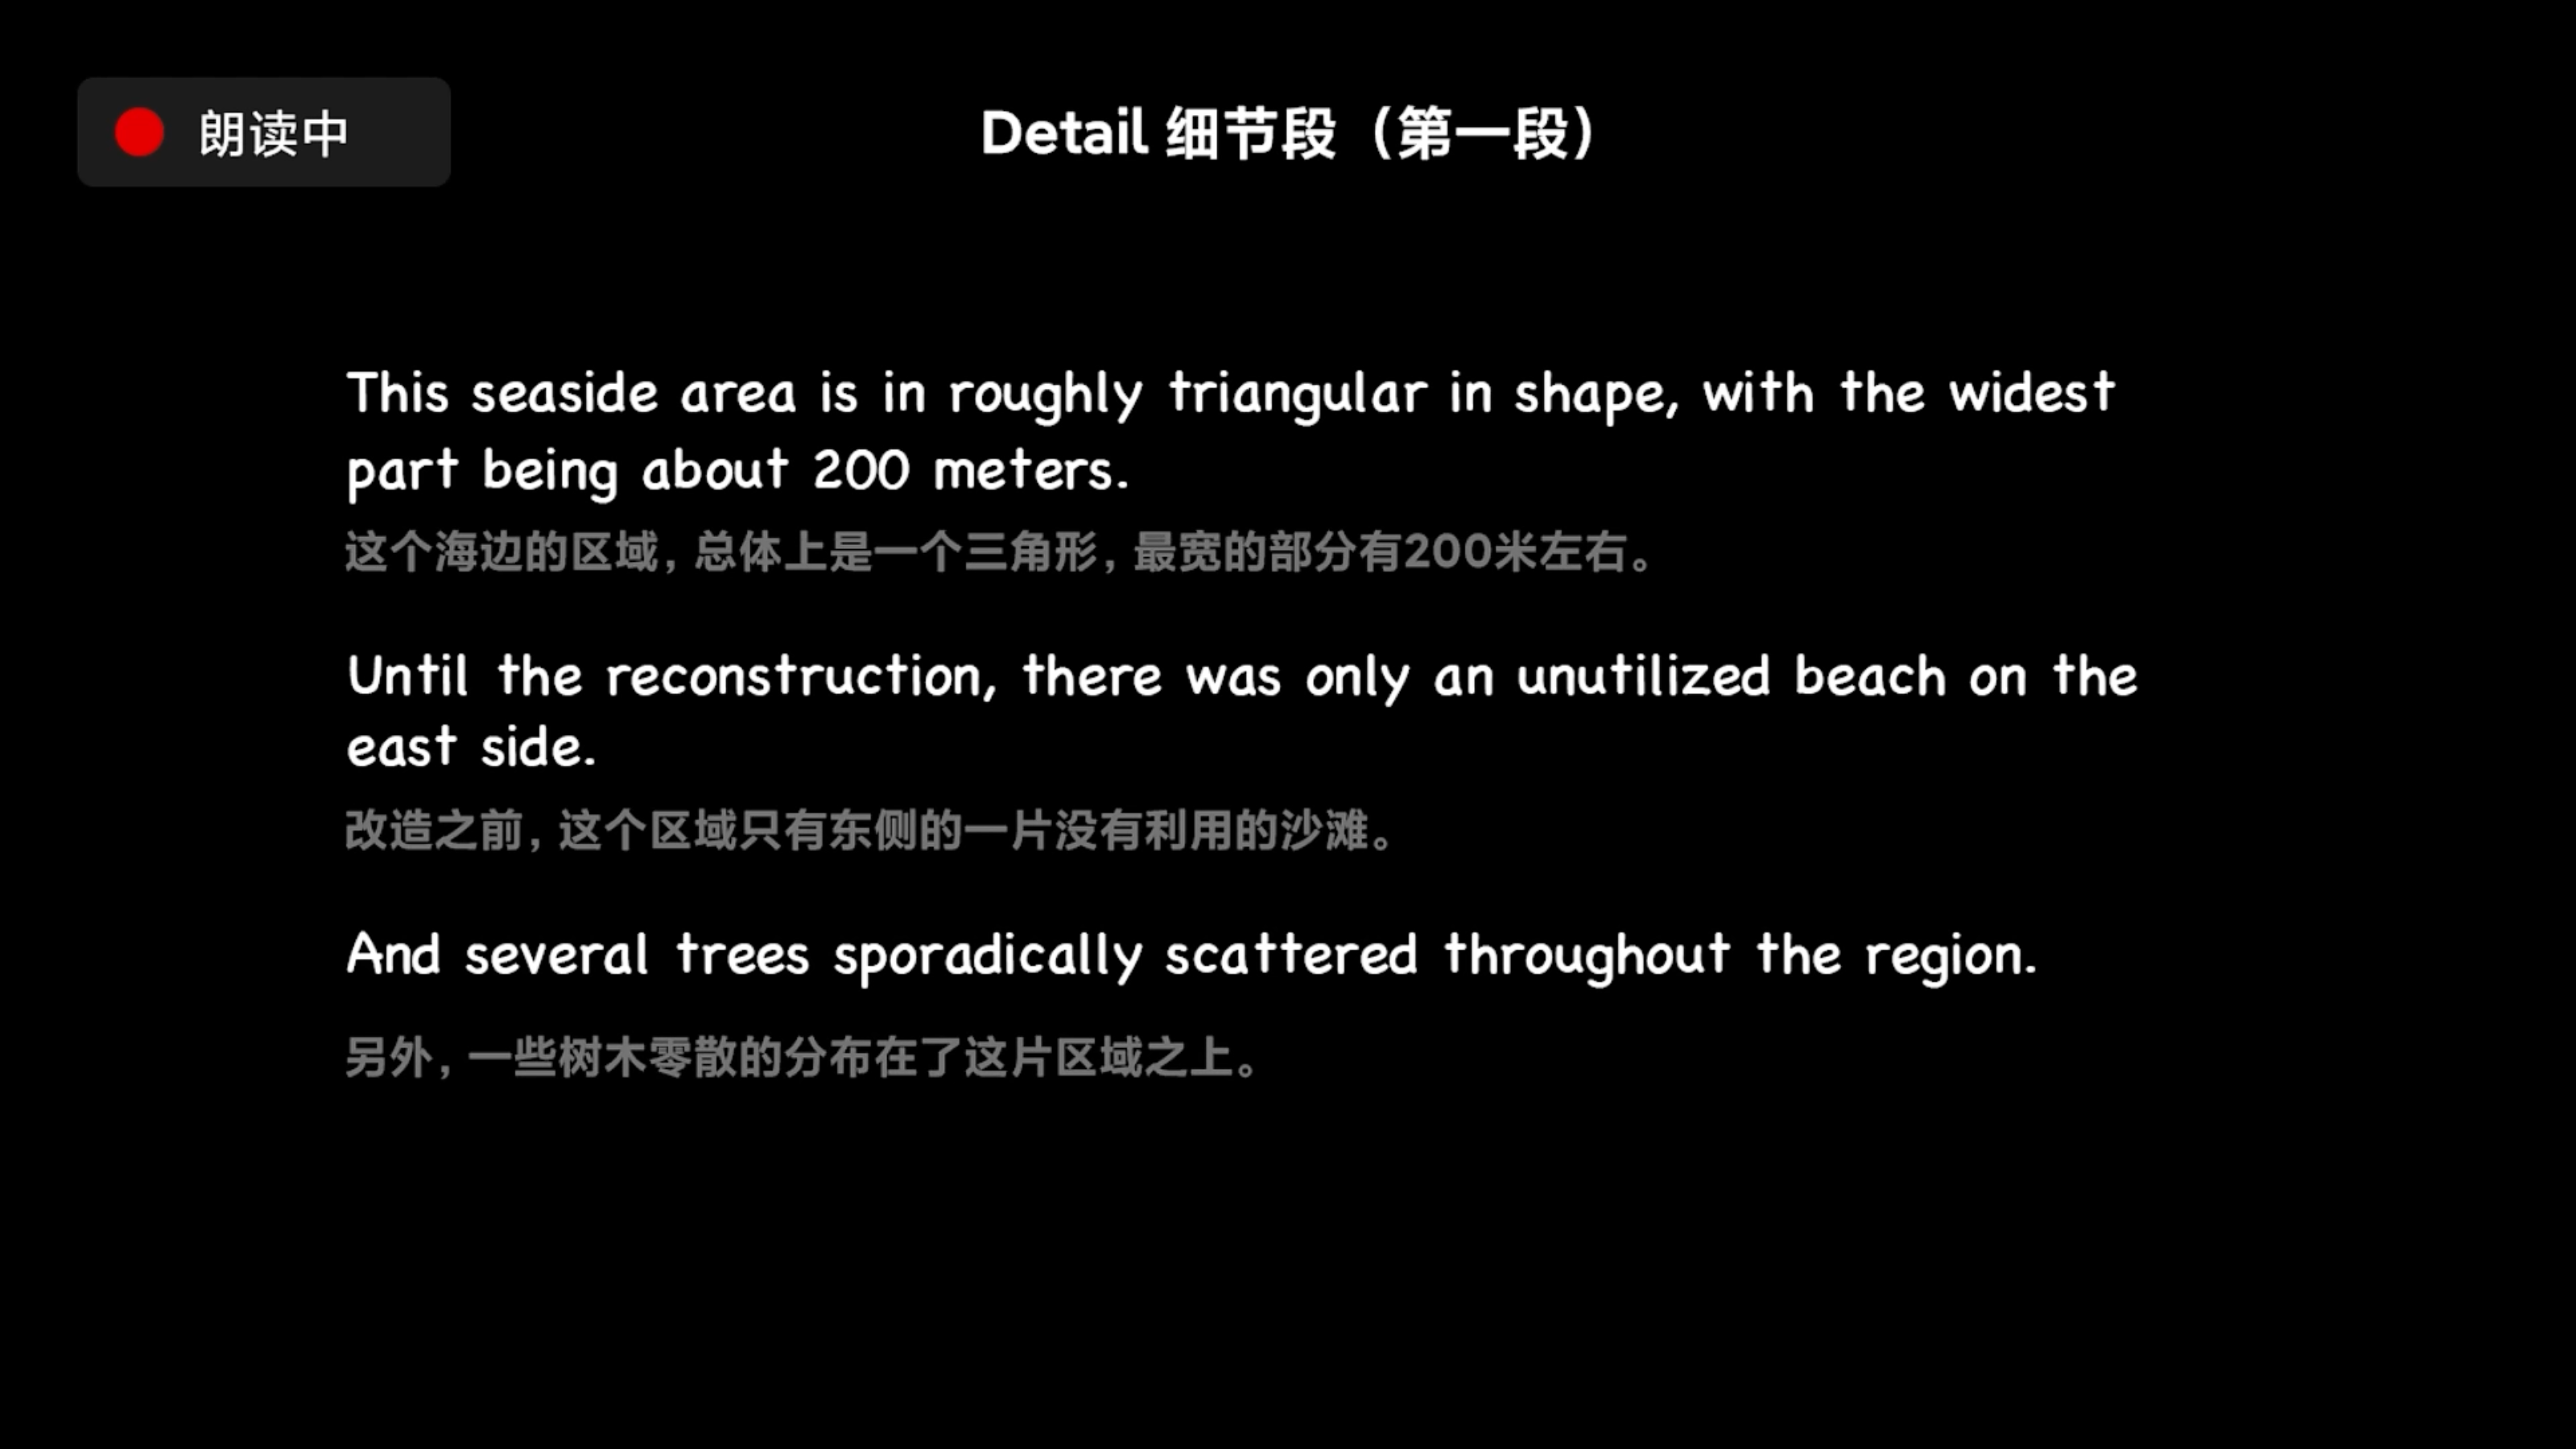 朗读中
Detail 细节段（第一段）
This seaside area is in roughly triangular in shape, with the widest
part being about 200 meters.
这个海边的区域，总体上是一个三角形，最宽的部分有200米左右。
Until the reconstruction, there was only an unutilized beach on the
east side.
改造之前，这个区域只有东侧的一片没有利用的沙滩。
And several trees sporadically scattered throughout the region.
另外，一些树木零散的分布在了这片区域之上。